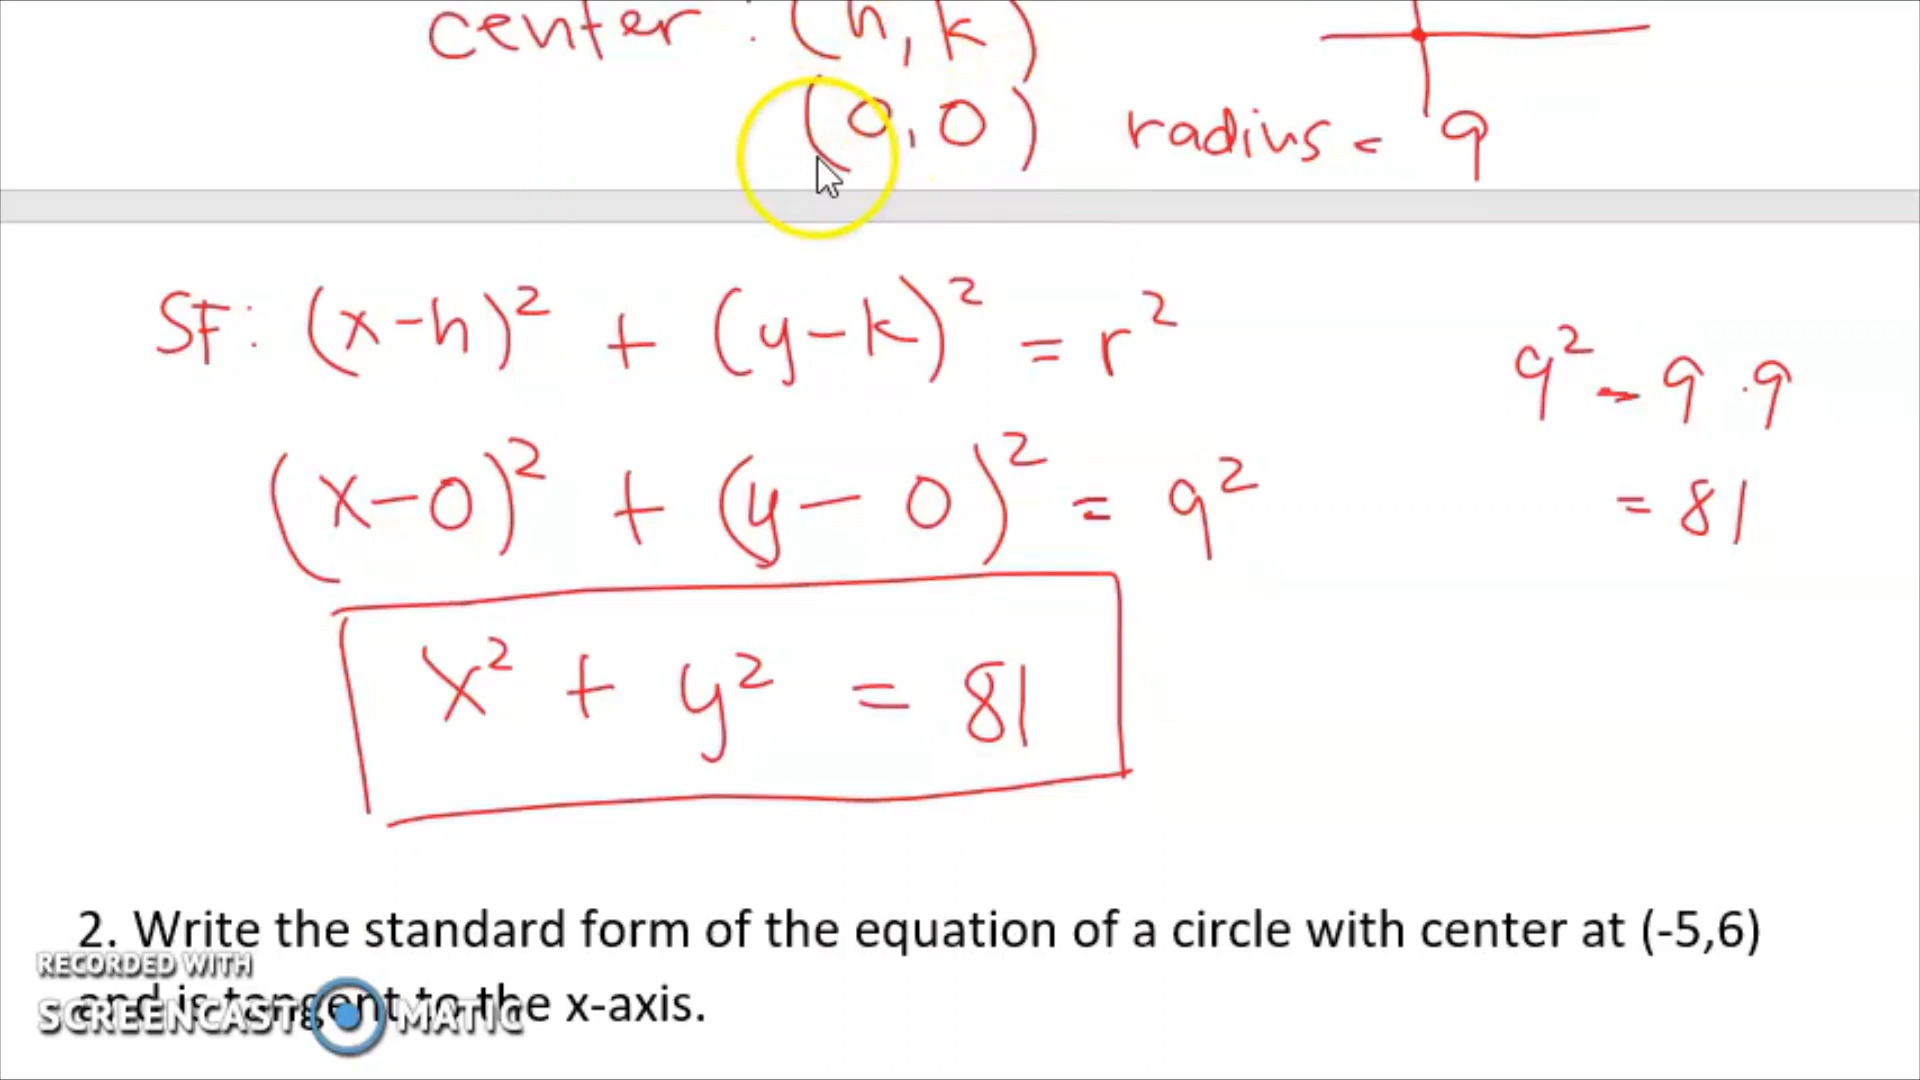 center : (h, k)
(0, 0) radius = 9
SF: (x-h)² + (y-k)² = r²
9² = 9 · 9
(x-0)² + (y- 0)² = 9²
= 81
x² + y² = 81
2. Write the standard form of the equation of a circle with center at (-5,6)
RECORDED WITH
and is tangent to the x-axis.
SCREENCAST MATIC